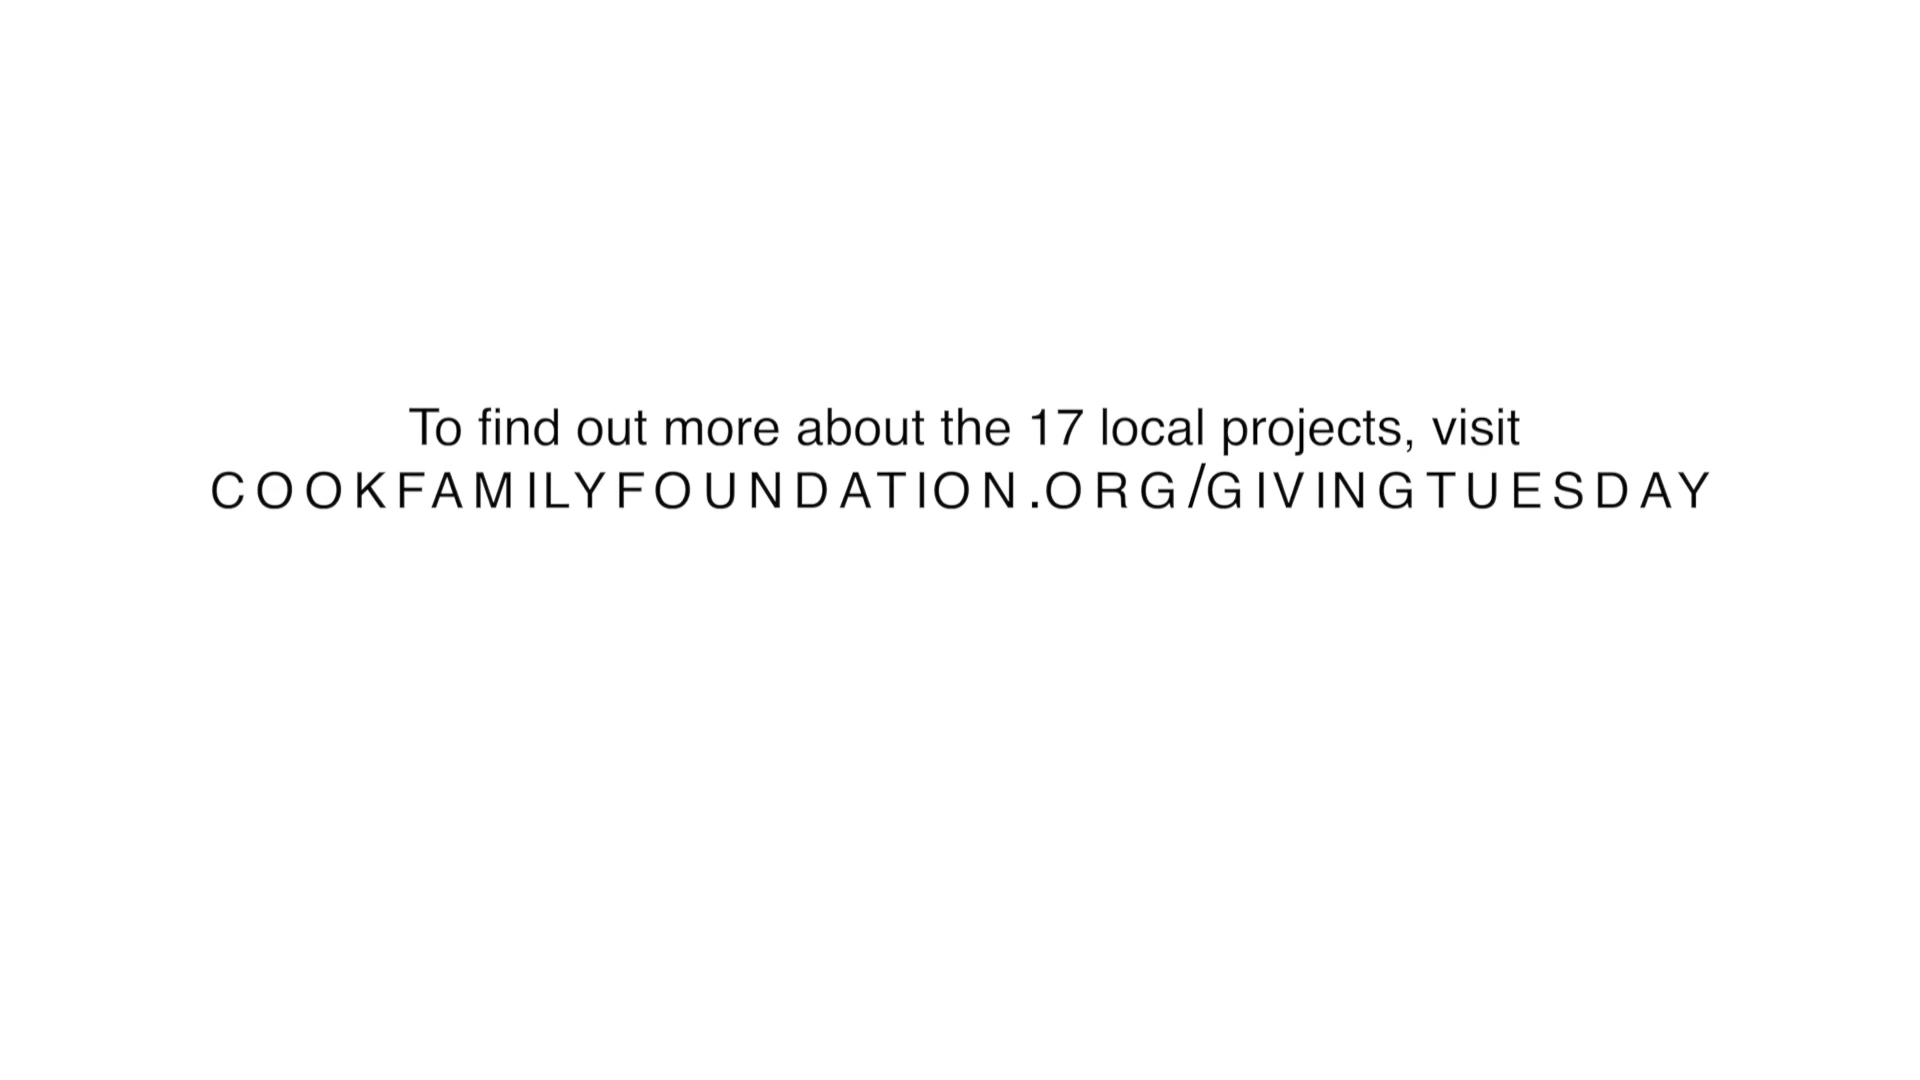 To find out more about the 17 local projects, visit
COOKFAMILYFOUNDATION.ORG/GIVINGTUESDAY